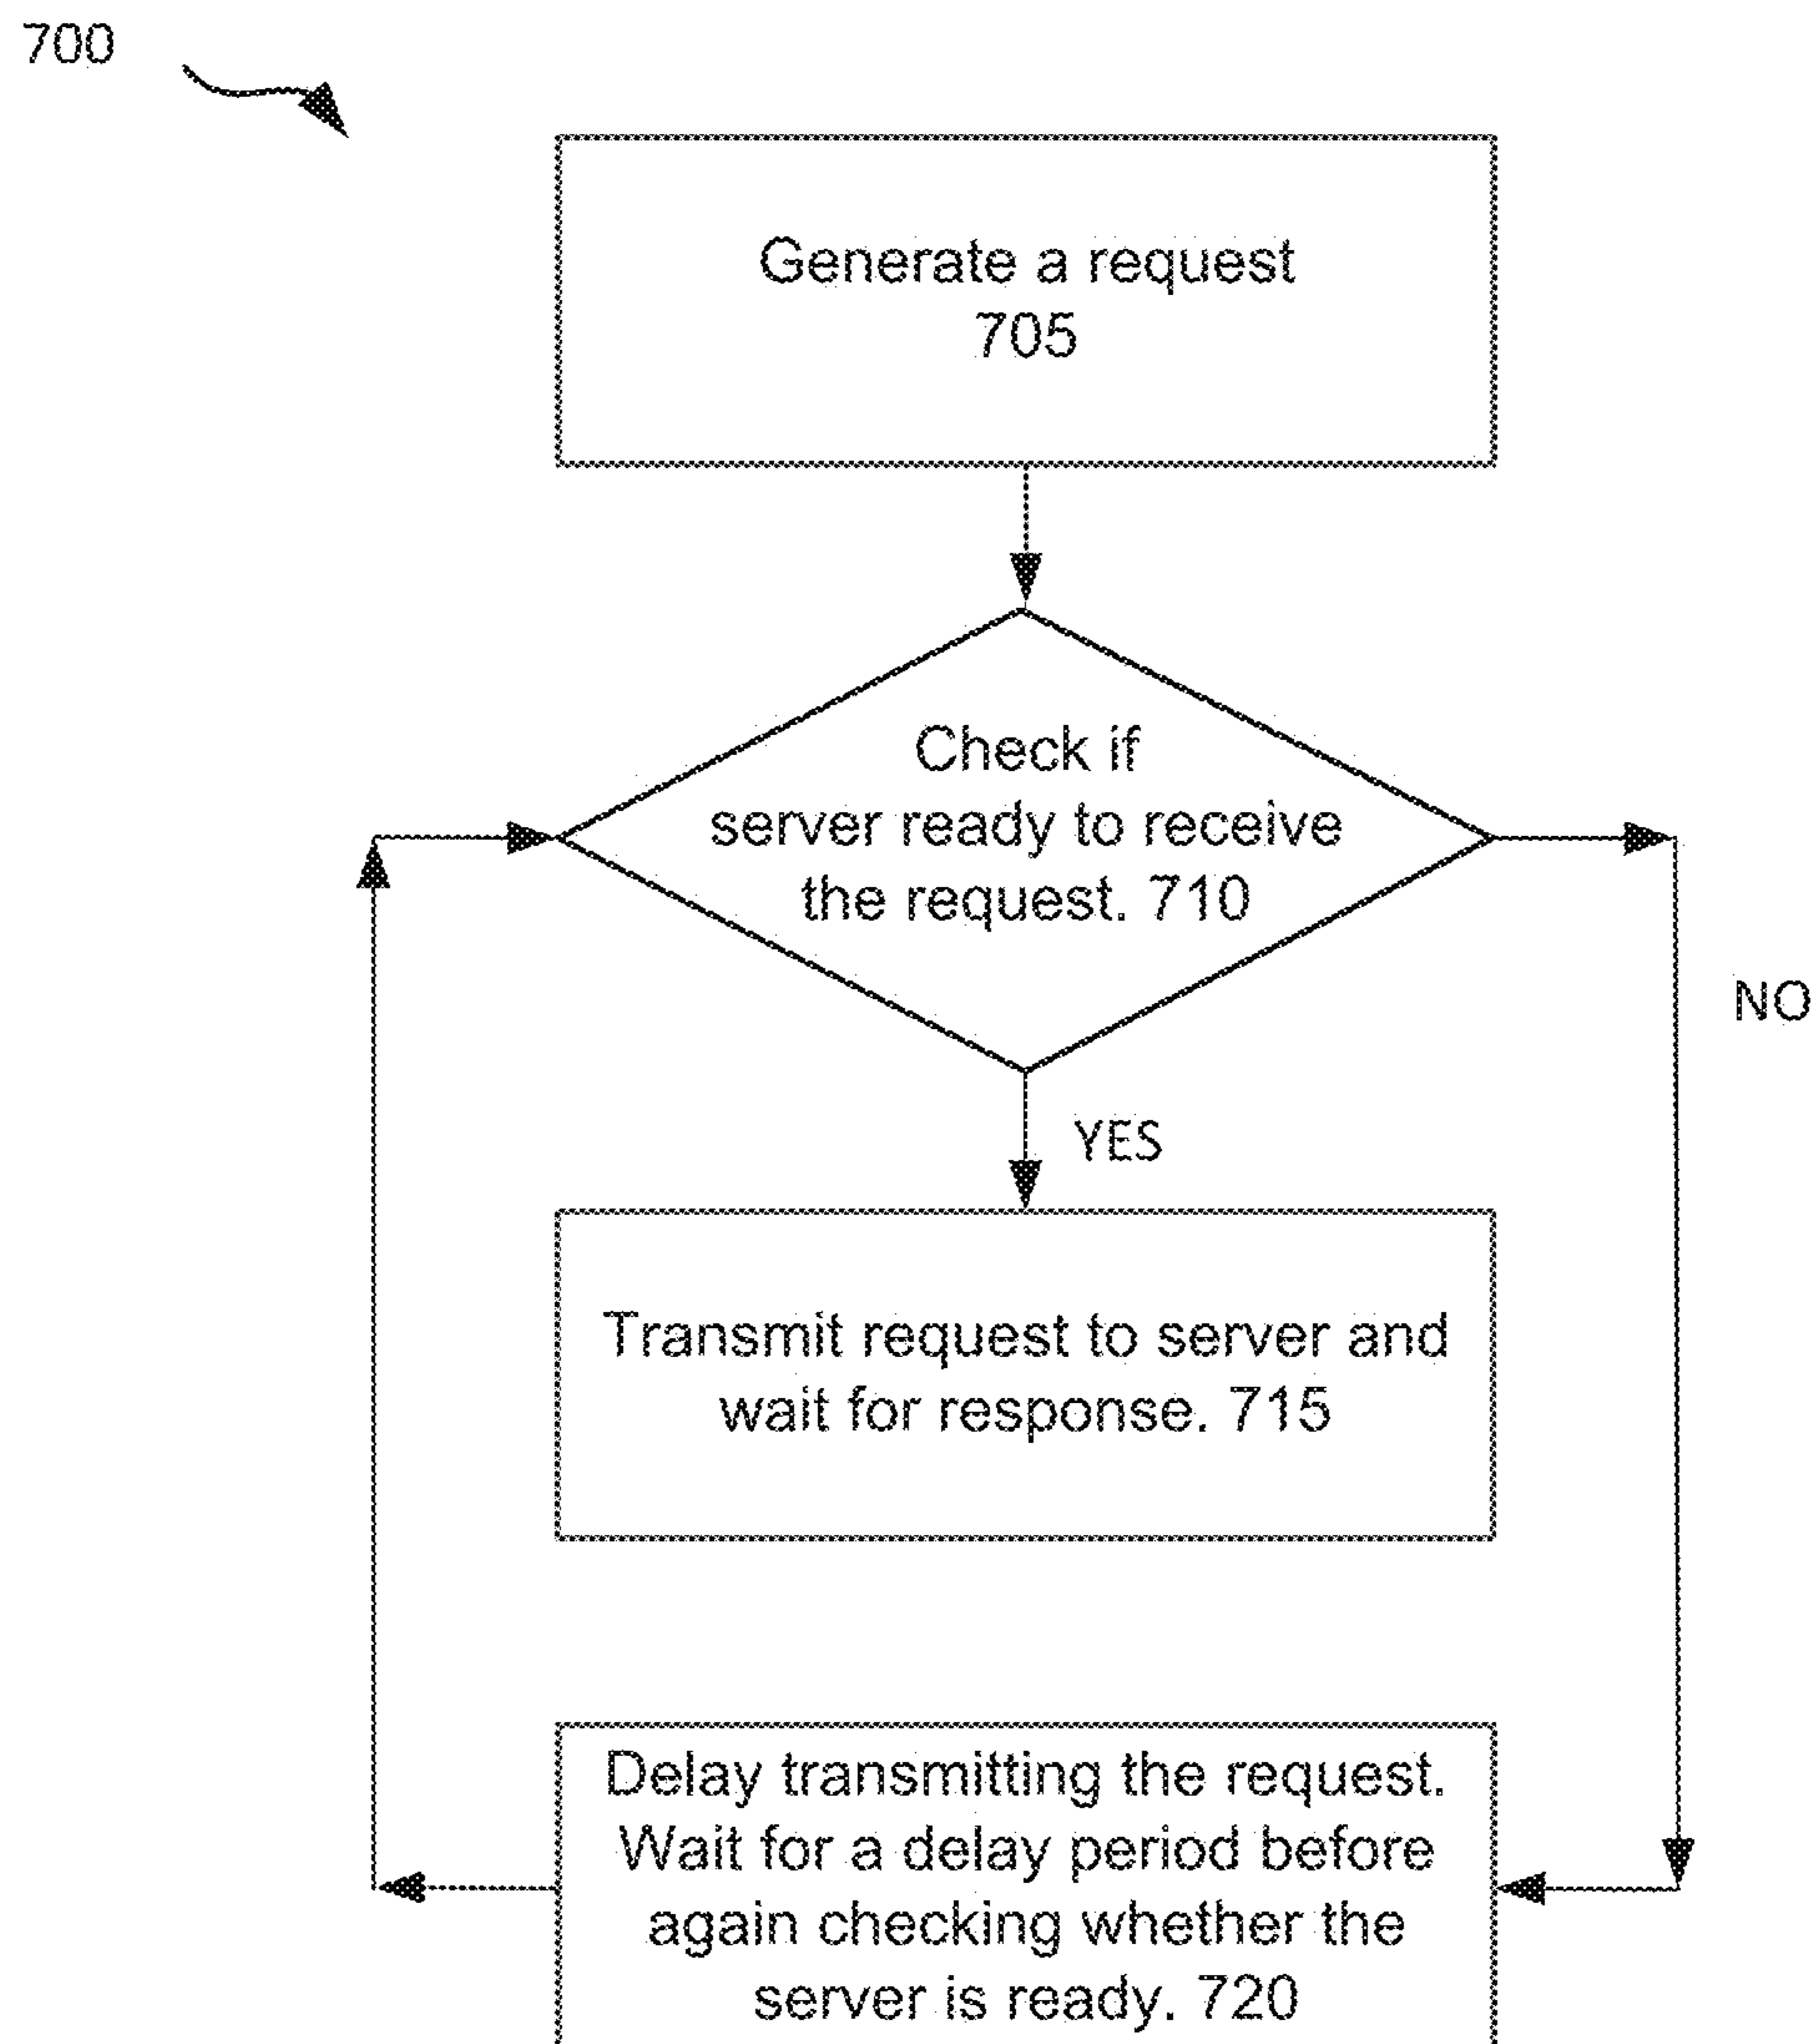 700
Generate a request
705
Check if
server ready to receive
the request. 710
NO
YES
Transmit request to server and
wait for response. 715
Delay transmitting the request.
Wait for a delay period before
again checking whether the
server is ready. 720